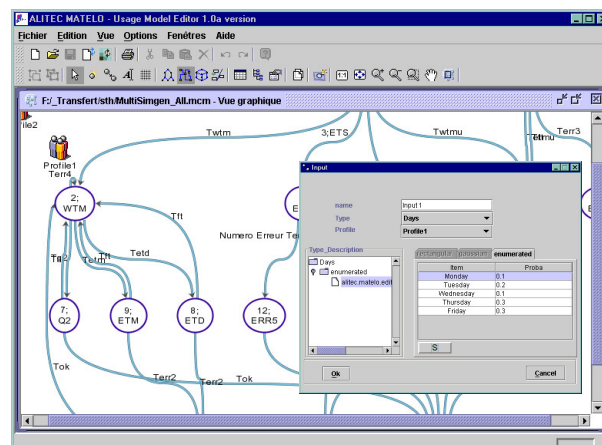 ALITEC MATELO - Usage Model Editor 1.0a version
Fichier Edition Vue Options Fenétres Aide
F:/_Transfert/sth/MultiSimgen_All.mcm - Vue graphique
ile2
Twtm
3;ETS
Twtmu
Terr3
Profile1
Terr4
2;
WTM
Input
name
Input1
Type
Days
Profile
Profile1
Tft
Numero Erreur
Tetd
Type_Description
Days
enumerated
alitec.matelo.edit
rectangular
gaussian
enumerated
Item
Proba
Monday
0.1
Tuesday
0.2
Wednesday
0.1
Thursday
0.3
Friday
0.3
S
7;
Q2
9;
ETM
8;
ETD
12;
ERR5
Ok
Cancel
Tok
Terr2
Terr2
Tok